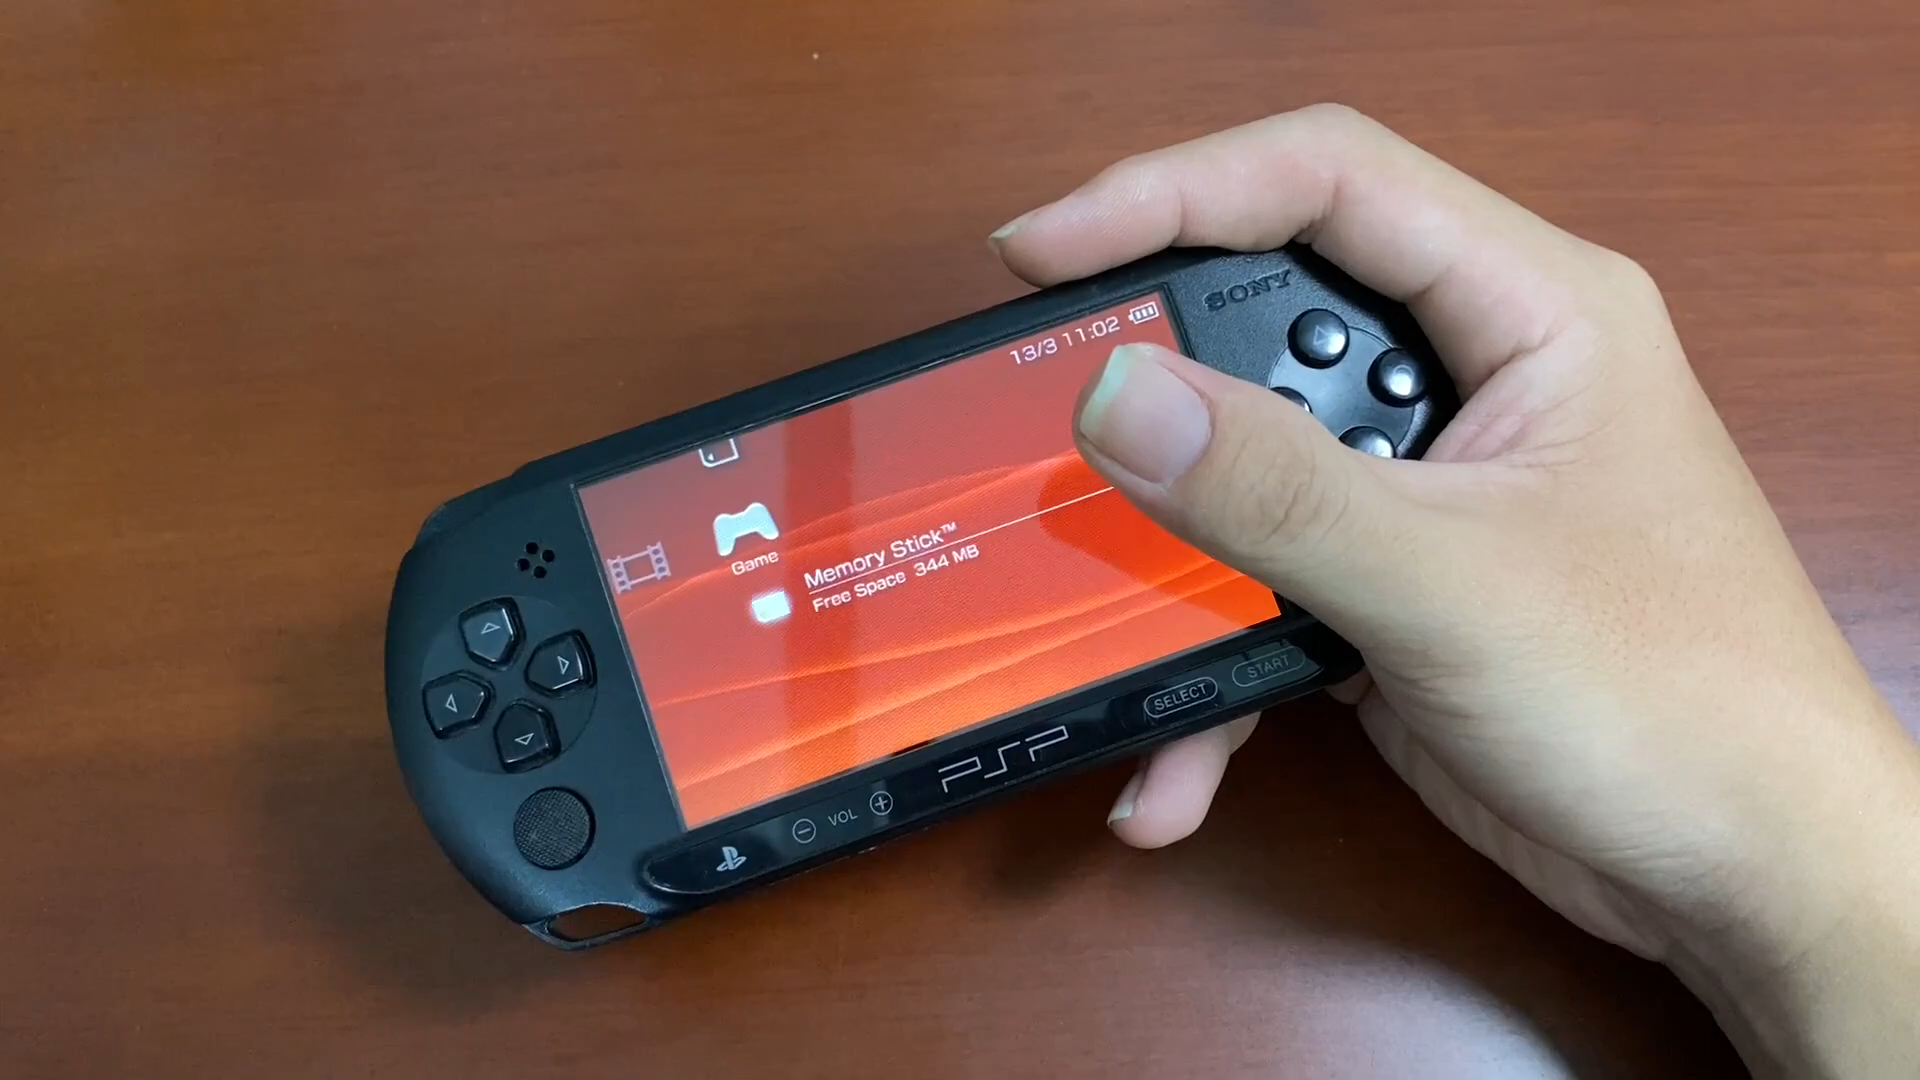 SONY
13/3 11:02
Game
Memory Stick™
Free Space 344 MB
SELECT
START
PSP
VOL